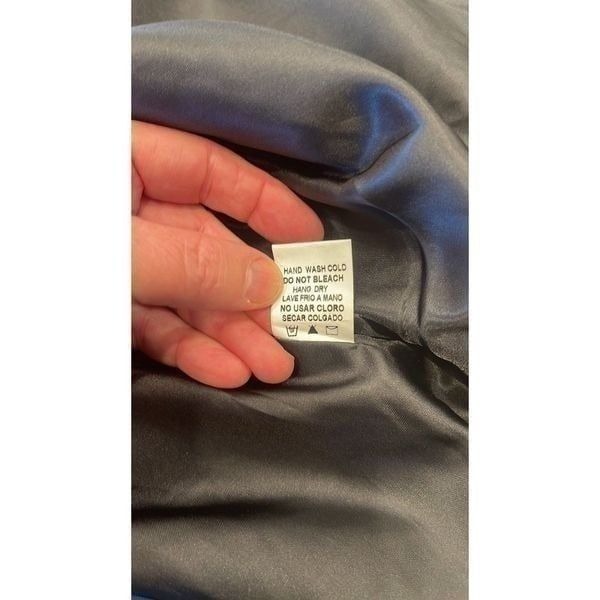 HAND WASH COLD
DO NOT BLEACH
HANG DRY
LAVE FRIO A MANO
NO USAR CLORO
SECAR COLGADO